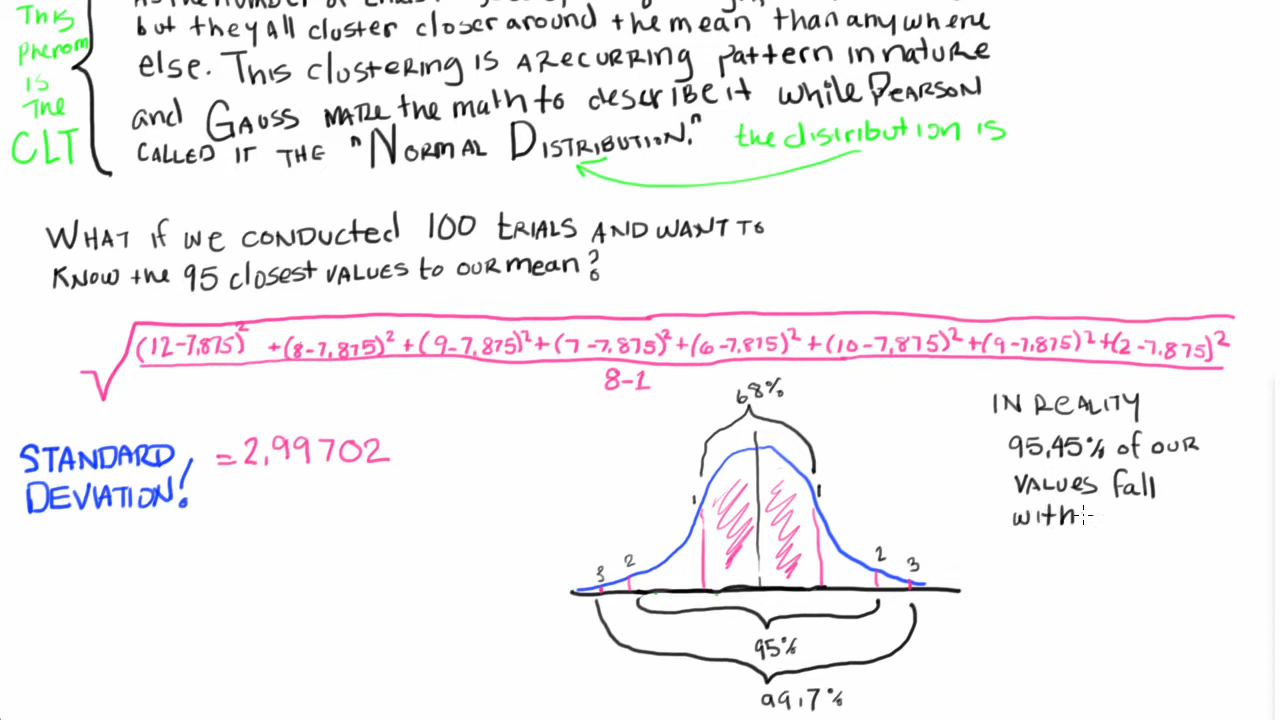 but they all cluster closer around the mean than anywhere
else. This clustering is a recurring pattern in nature
and Gauss made the math to describe it while Pearson
called it the "Normal Distribution."
the distribution is
This
Phenom
is
The
CLT
What if we conducted 100 trials and want to
know the 95 closest values to our mean?
√(12-7.875)² +(8-7.875)² +(9-7.875)² +(7-7.875)² +(6-7.875)² +(10-7.875)² +(9-7.875)² +(2-7.875)²
8-1
STANDARD
DEVIATION!
=2.99702
68%
1 1
3 2 2 3
95%
99.7%
IN REALITY
95.45% of our
values fall
with